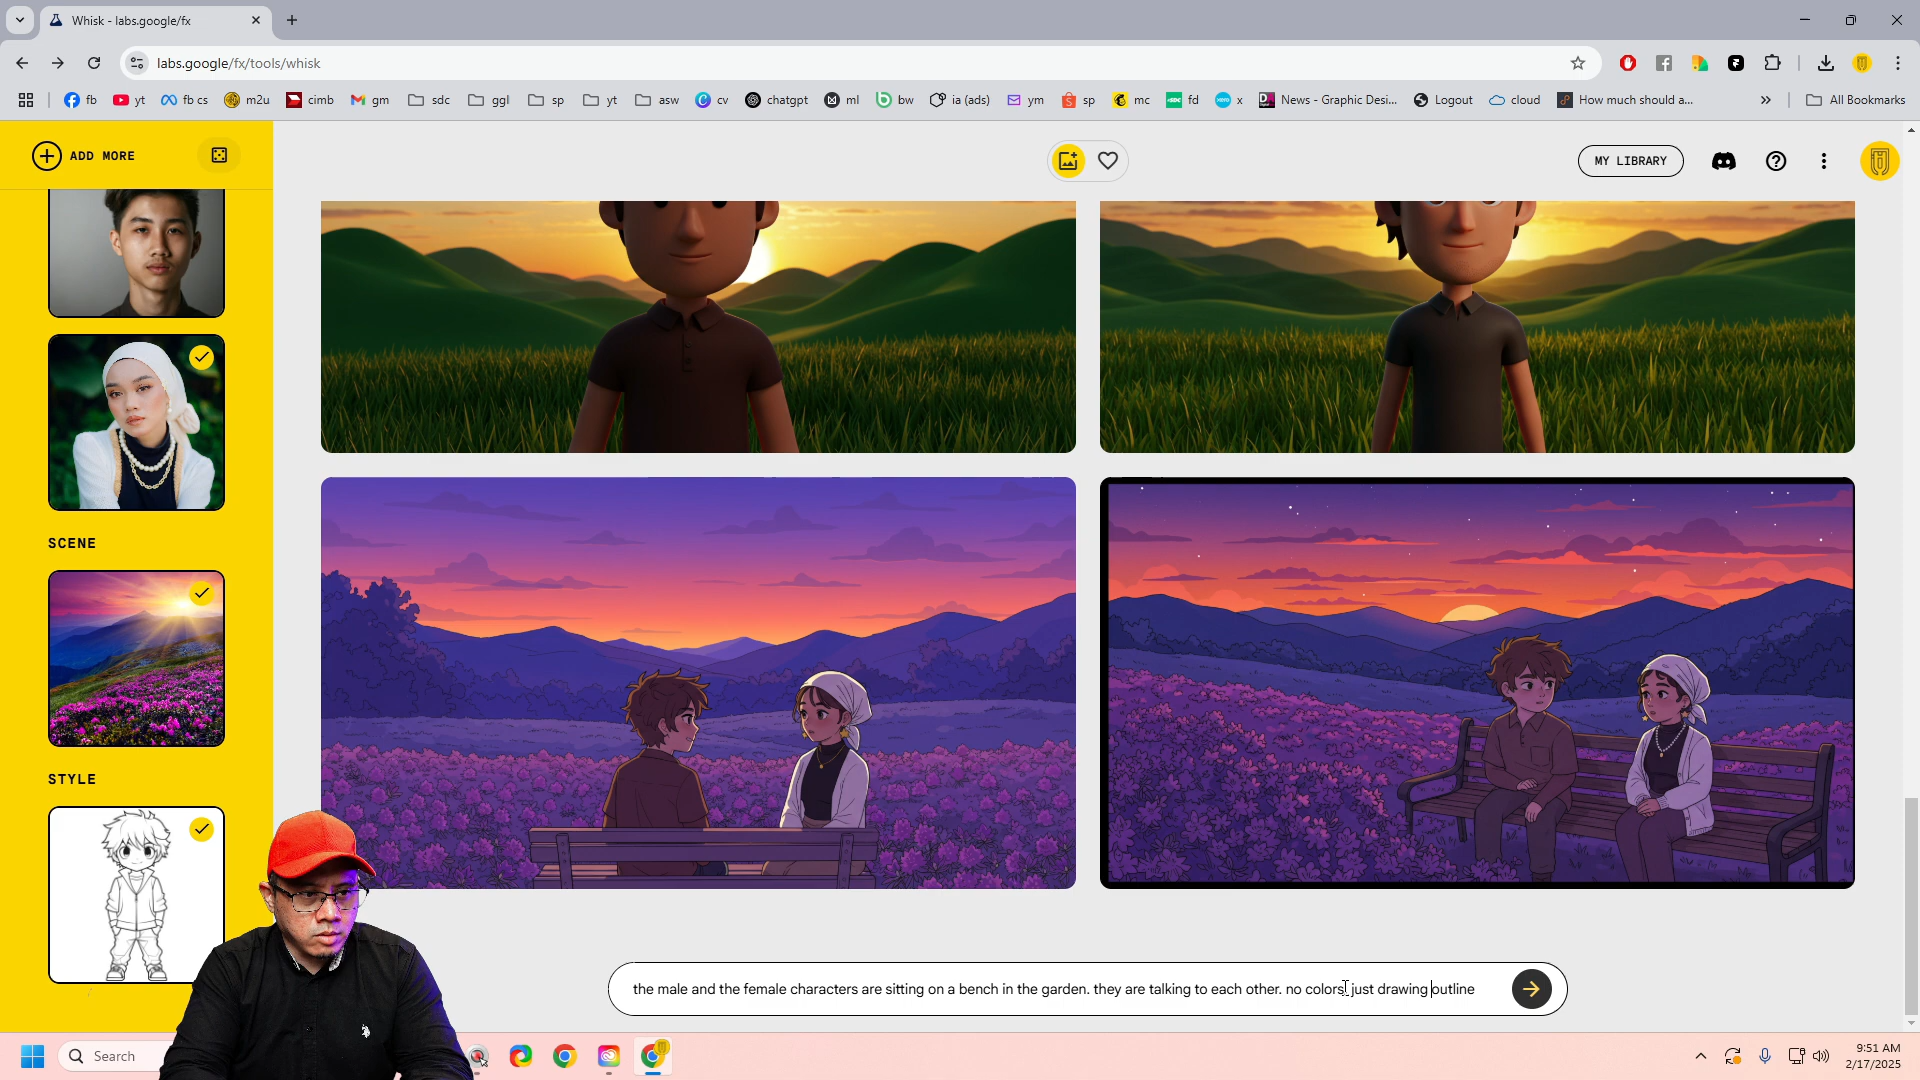 Whisk - labs.google/fx
labs.google/fx/tools/whisk
fb
yt
fb cs
m2u
cimb
gm
sdc
ggl
sp
yt
asw
cv
chatgpt
ml
bw
ia (ads)
ym
sp
mc
fd
x
News - Graphic Desi...
Logout
cloud
How much should a...
All Bookmarks
ADD MORE
MY LIBRARY
SCENE
STYLE
the male and the female characters are sitting on a bench in the garden. they are talking to each other. no colors, just drawing outline
Search
9:51 AM
2/17/2025